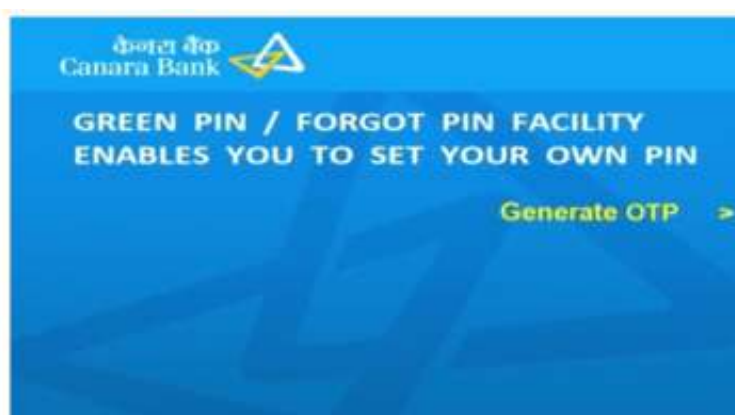 केनरा बैंक
Canara Bank
GREEN PIN / FORGOT PIN FACILITY
ENABLES YOU TO SET YOUR OWN PIN
Generate OTP >